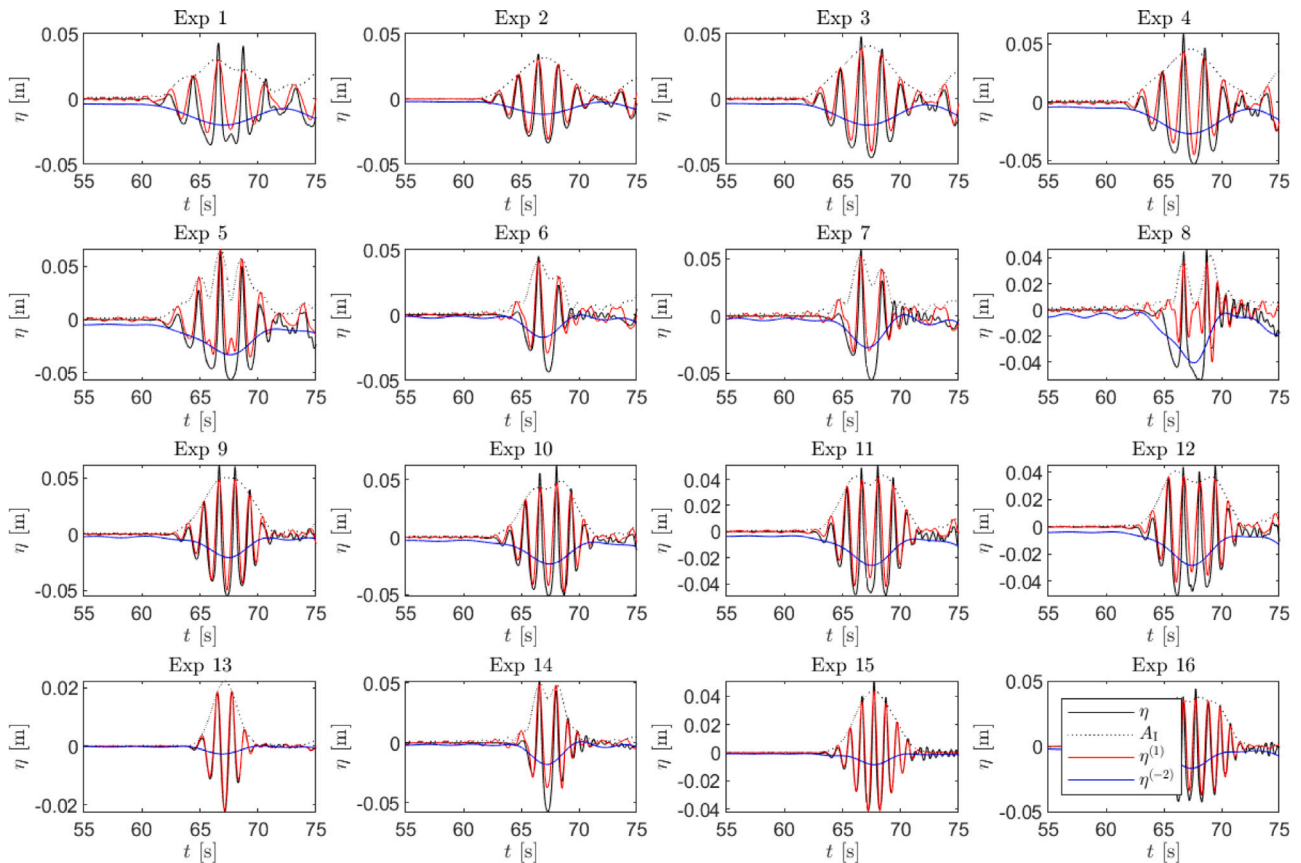 Exp 1 Exp 2 Exp 3 Exp 4
0.05 0.05 0.05 0.05
η [m] η [m] η [m] η [m]
0 0 0 0
-0.05 -0.05 -0.05 -0.05
55 60 65 70 75 55 60 65 70 75 55 60 65 70 75 55 60 65 70 75
t [s] t [s] t [s] t [s]
Exp 5 Exp 6 Exp 7 Exp 8
0.05 0.05 0.05 0.04
0.02
η [m] η [m] η [m] η [m]
0 0 0 0
-0.02
-0.05 -0.05 -0.05 -0.04
55 60 65 70 75 55 60 65 70 75 55 60 65 70 75 55 60 65 70 75
t [s] t [s] t [s] t [s]
Exp 9 Exp 10 Exp 11 Exp 12
0.05 0.05 0.04 0.04
0.02 0.02
η [m] η [m] η [m] η [m]
0 0 0 0
-0.02 -0.02
-0.05 -0.05 -0.04 -0.04
55 60 65 70 75 55 60 65 70 75 55 60 65 70 75 55 60 65 70 75
t [s] t [s] t [s] t [s]
Exp 13 Exp 14 Exp 15 Exp 16
0.02 0.05 0.04 0.05
0.02
η [m] η [m] η [m] η [m]
0 0 0 0
-0.02
-0.02 -0.05 -0.04 -0.05
η
A_I
η^(1)
η^(-2)
55 60 65 70 75 55 60 65 70 75 55 60 65 70 75 55 60 65 70 75
t [s] t [s] t [s] t [s]